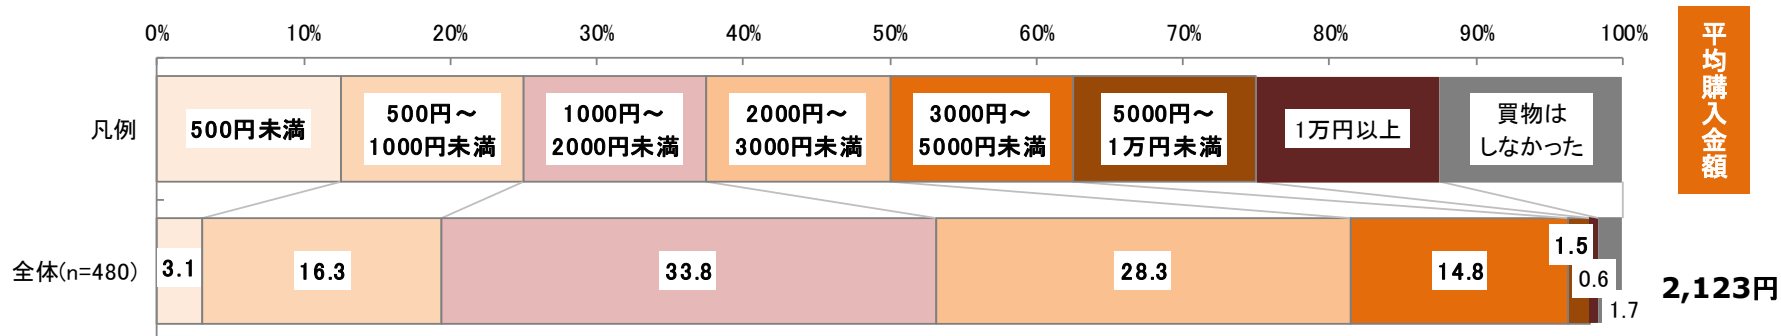 0%
10%
20%
30%
40%
50%
60%
70%
80%
90%
100%
平均購入金額
凡例
500円未満
500円～
1000円未満
1000円～
2000円未満
2000円～
3000円未満
3000円～
5000円未満
5000円～
1万円未満
1万円以上
買物は
しなかった
全体(n=480)
3.1
16.3
33.8
28.3
14.8
1.5
0.6
1.7
2,123円